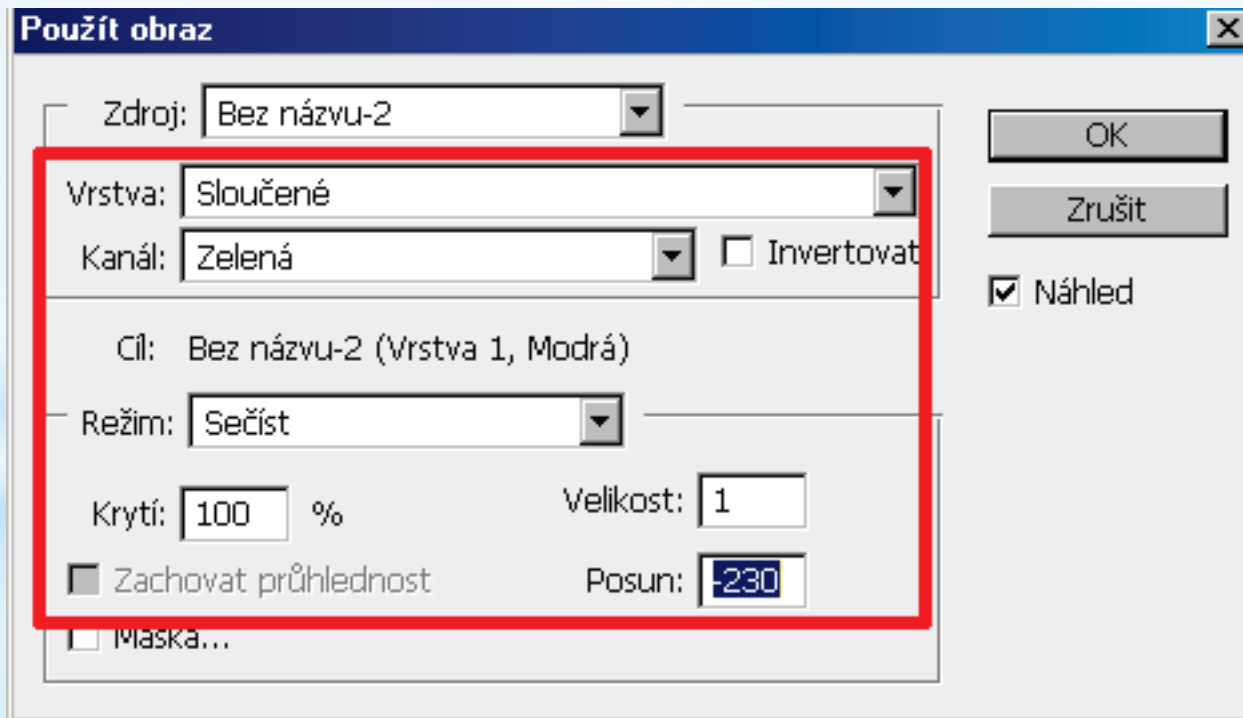 Použít obraz
Zdroj: Bez názvu-2
OK
Vrstva: Sloučené
Zrušit
Kanál: Zelená Invertovat
Náhled
Cíl: Bez názvu-2 (Vrstva 1, Modrá)
Režim: Sečíst
Krytí: 100 % Velikost: 1
Zachovat průhlednost Posun: -230
Maska...